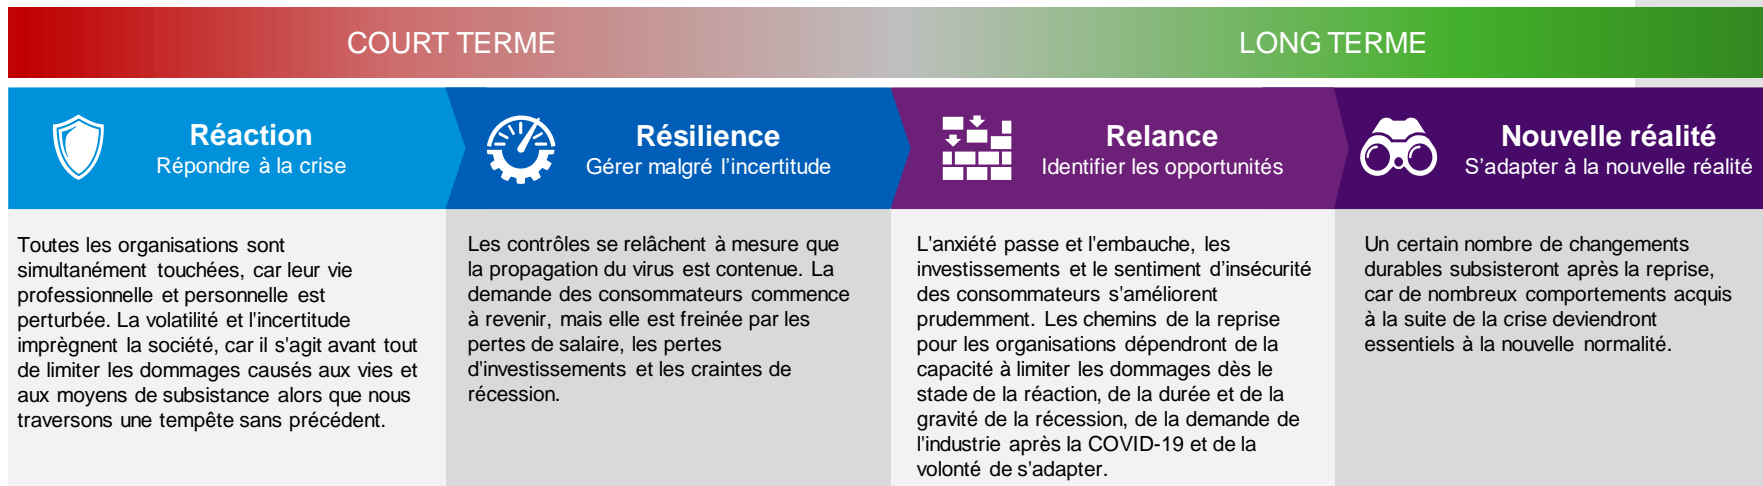 COURT TERME
LONG TERME
Réaction
Répondre à la crise
Résilience
Gérer malgré l'incertitude
Relance
Identifier les opportunités
Nouvelle réalité
S'adapter à la nouvelle réalité
Toutes les organisations sont
simultanément touchées, car leur vie
professionnelle et personnelle est
perturbée. La volatilité et l'incertitude
imprègnent la société, car il s'agit avant tout
de limiter les dommages causés aux vies et
aux moyens de subsistance alors que nous
traversons une tempête sans précédent.
Les contrôles se relâchent à mesure que
la propagation du virus est contenue. La
demande des consommateurs commence
à revenir, mais elle est freinée par les
pertes de salaire, les pertes
d'investissements et les craintes de
récession.
L'anxiété passe et l'embauche, les
investissements et le sentiment d'insécurité
des consommateurs s'améliorent
prudemment. Les chemins de la reprise
pour les organisations dépendront de la
capacité à limiter les dommages dès le
stade de la réaction, de la durée et de la
gravité de la récession, de la demande de
l'industrie après la COVID-19 et de la
volonté de s'adapter.
Un certain nombre de changements
durables subsisteront après la reprise,
car de nombreux comportements acquis
à la suite de la crise deviendront
essentiels à la nouvelle normalité.